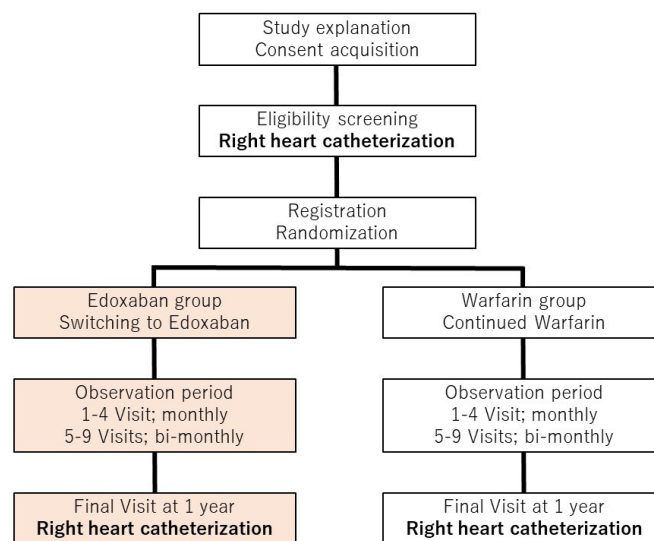 Study explanation
Consent acquisition
Eligibility screening
Right heart catheterization
Registration
Randomization
Edoxaban group
Switching to Edoxaban
Warfarin group
Continued Warfarin
Observation period
1-4 Visit; monthly
5-9 Visits; bi-monthly
Observation period
1-4 Visit; monthly
5-9 Visits; bi-monthly
Final Visit at 1 year
Right heart catheterization
Final Visit at 1 year
Right heart catheterization